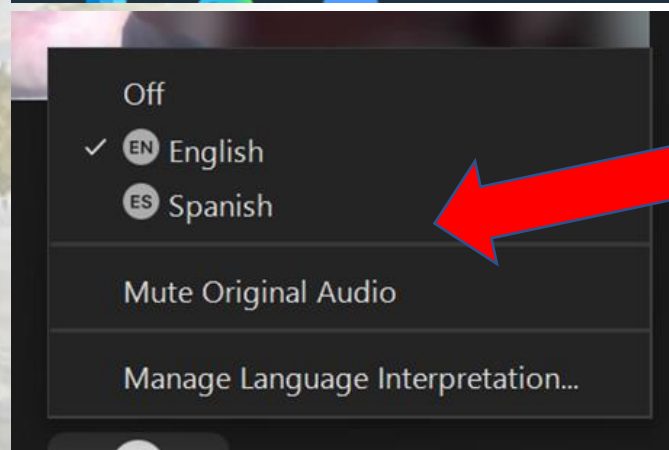 Off
EN English
ES Spanish
Mute Original Audio
Manage Language Interpretation...